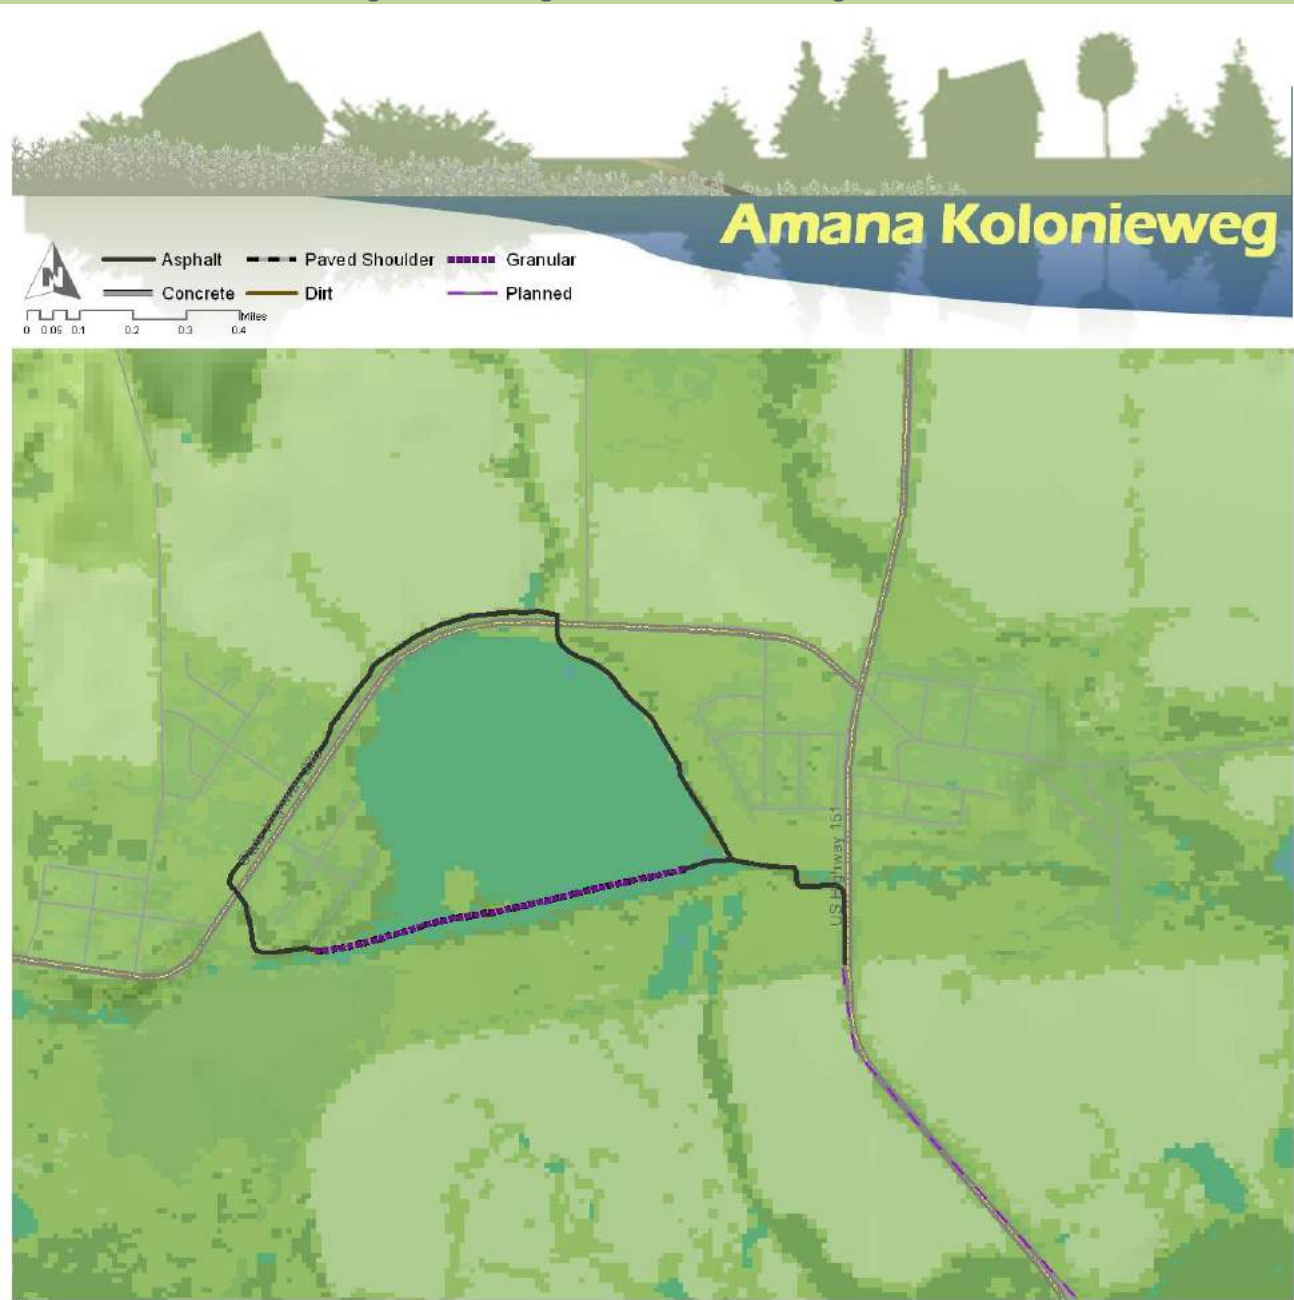 Amana Kolonieweg
N
Asphalt Paved Shoulder Granular
Concrete Dirt Planned
Miles
0 0.05 0.1 0.2 0.3 0.4
US Highway 151